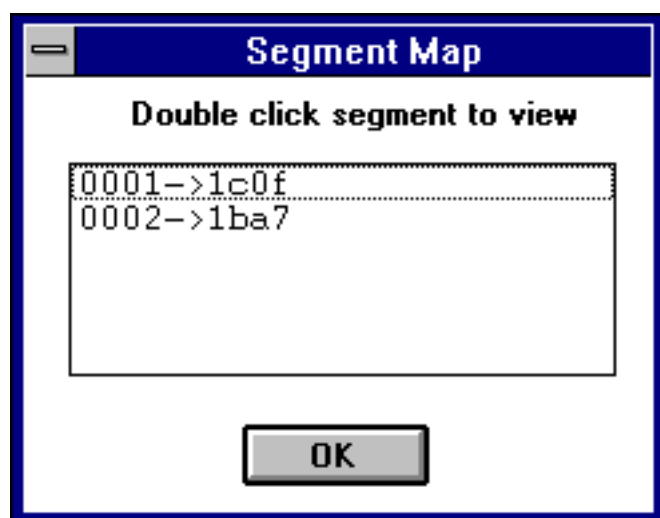 Segment Map
Double click segment to view
0001->1c0f
0002->1ba7
OK